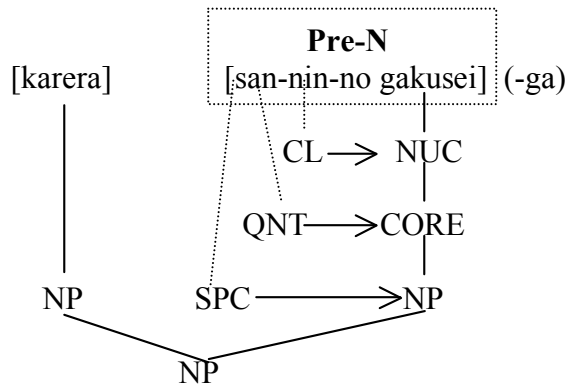 Pre-N
[karera] [san-nin-no gakusei] (-ga)
CL NUC
QNT CORE
NP SPC NP
NP